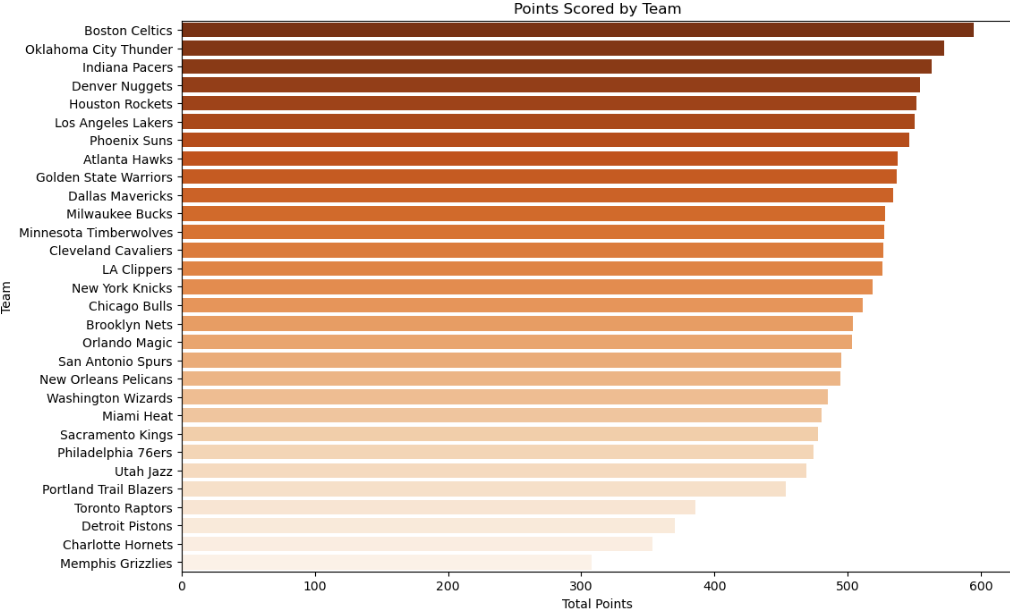 Points Scored by Team
Boston Celtics
Oklahoma City Thunder
Indiana Pacers
Denver Nuggets
Houston Rockets
Los Angeles Lakers
Phoenix Suns
Atlanta Hawks
Golden State Warriors
Dallas Mavericks
Milwaukee Bucks
Minnesota Timberwolves
Cleveland Cavaliers
LA Clippers
New York Knicks
Chicago Bulls
Brooklyn Nets
Orlando Magic
San Antonio Spurs
New Orleans Pelicans
Washington Wizards
Miami Heat
Sacramento Kings
Philadelphia 76ers
Utah Jazz
Portland Trail Blazers
Toronto Raptors
Detroit Pistons
Charlotte Hornets
Memphis Grizzlies
Team
0 100 200 300 400 500 600
Total Points